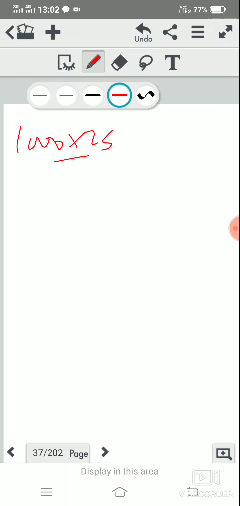 13:02
77%
Undo
T
1000x25
37/202 Page
Display in this area